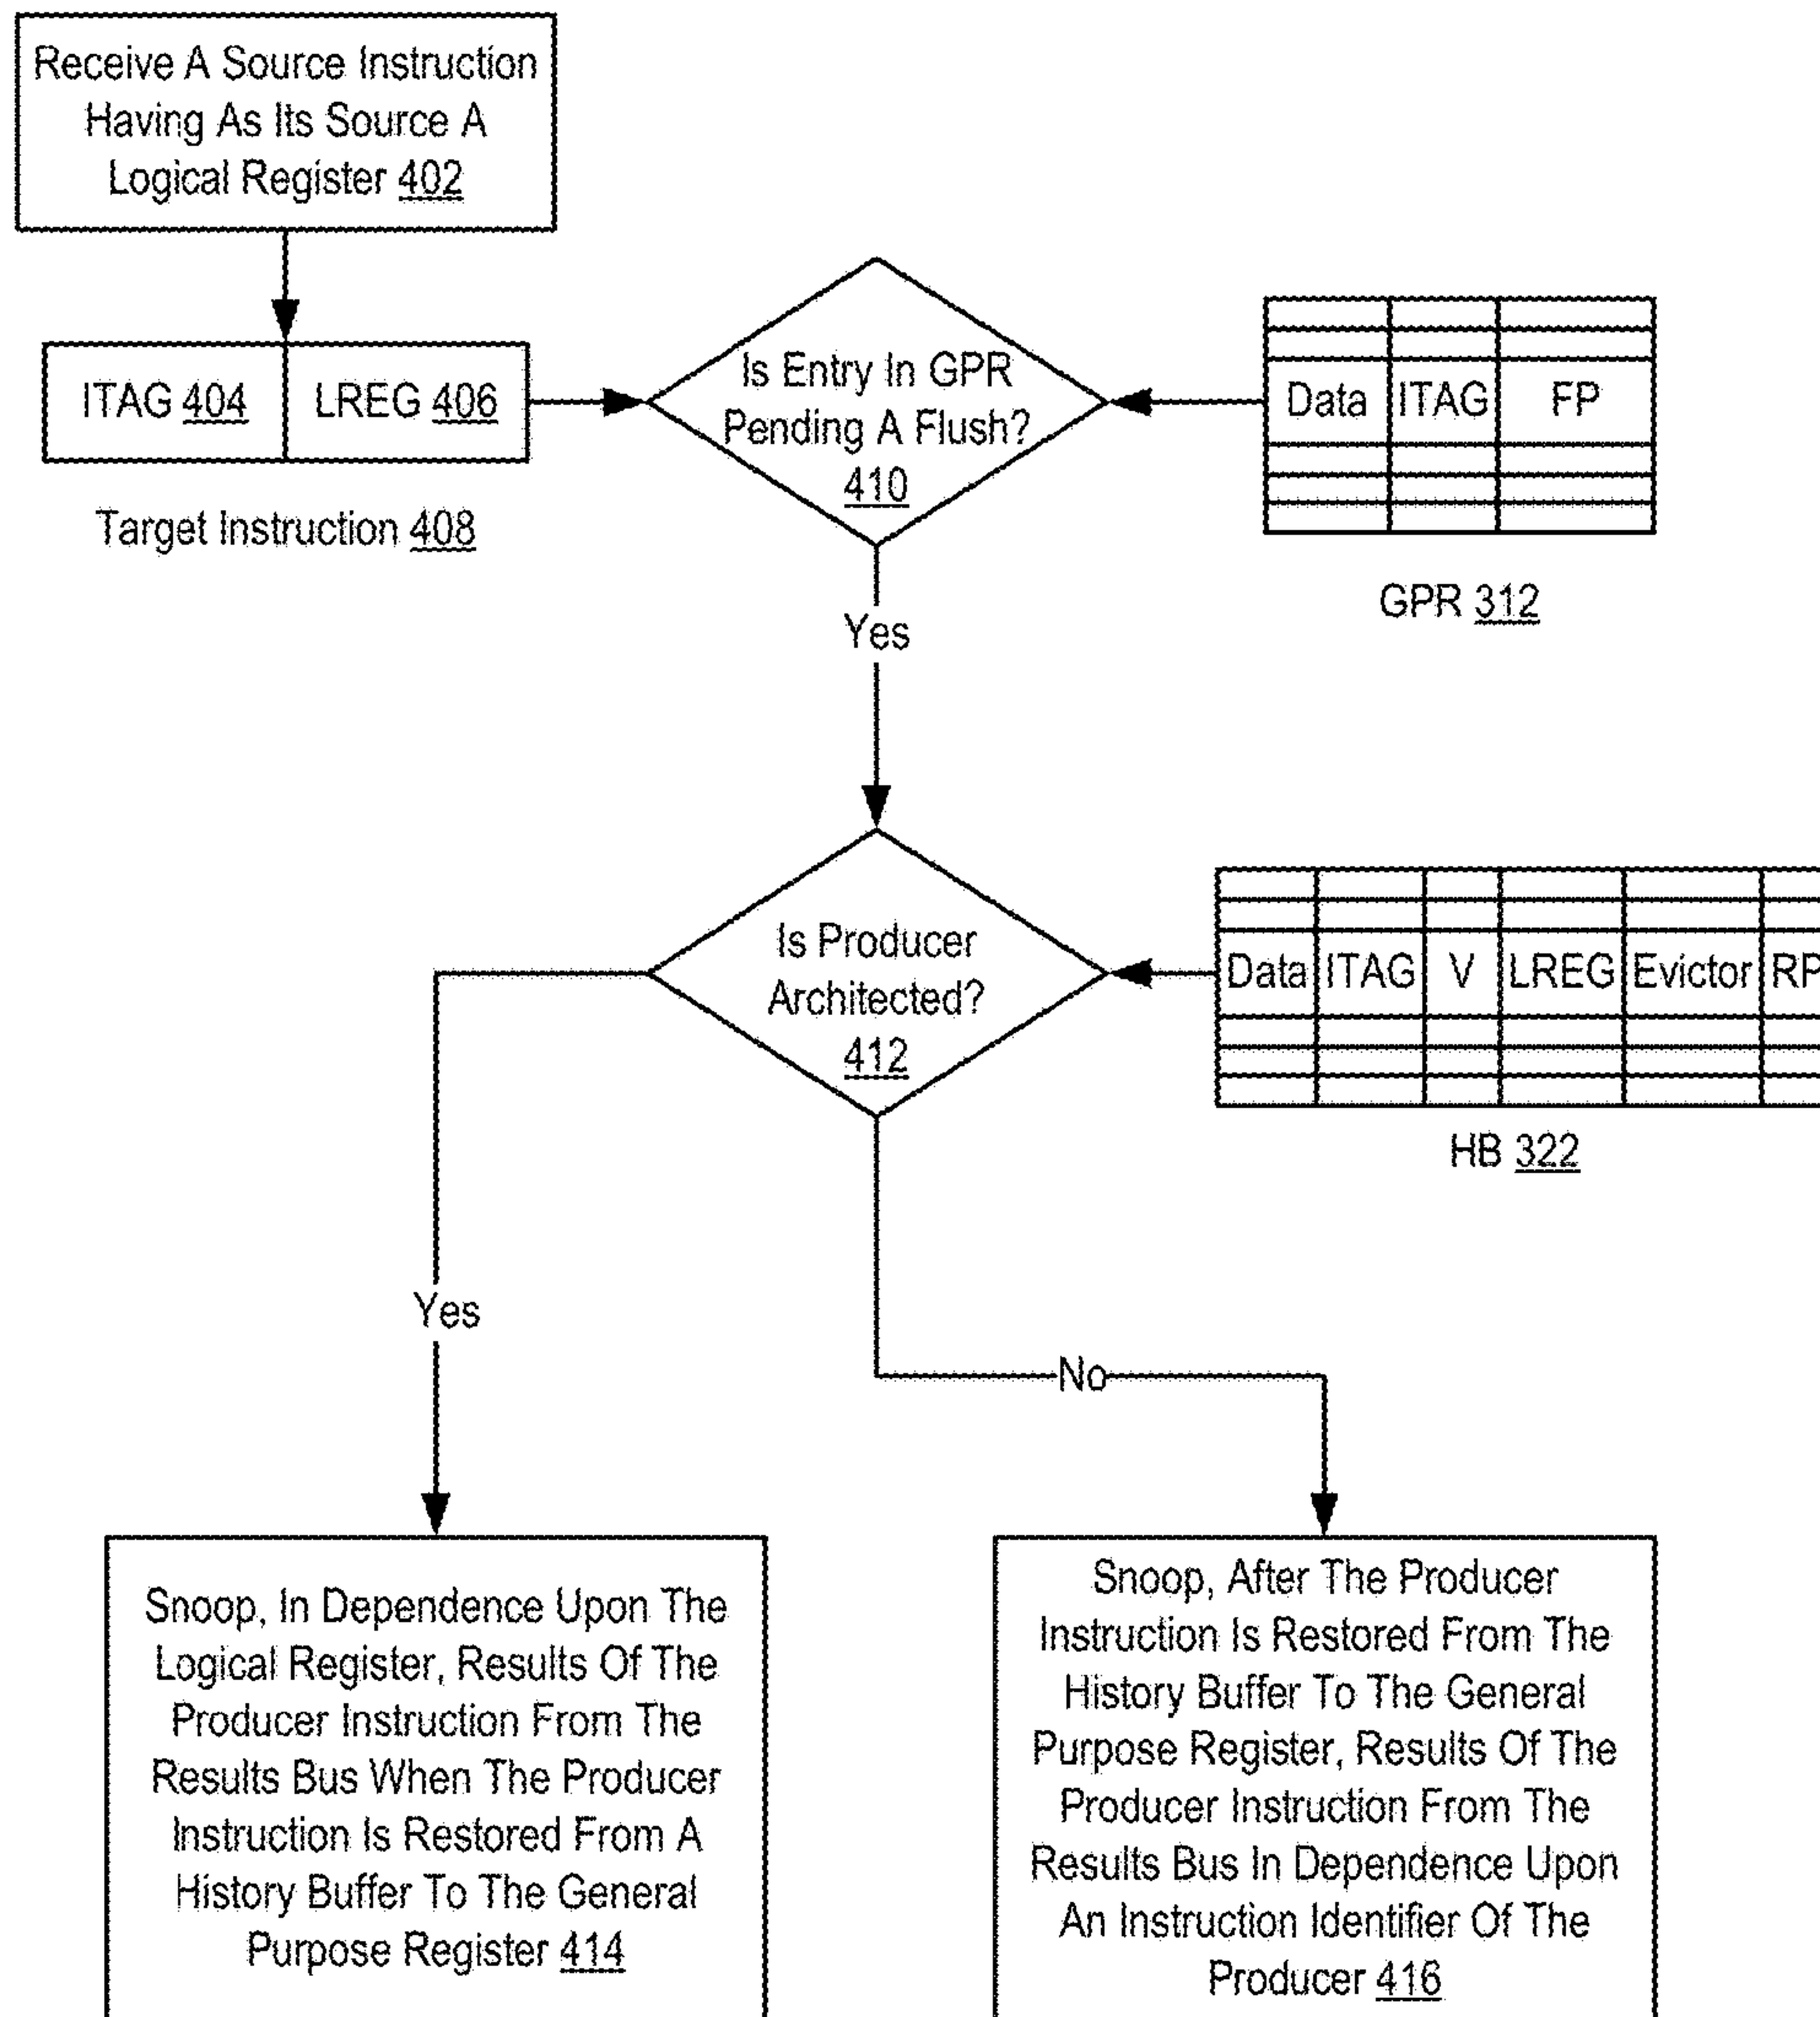 Receive A Source Instruction
Having As Its Source A
Logical Register 402
ITAG 404
LREG 406
Target Instruction 408
Is Entry In GPR
Pending A Flush?
410
Data
ITAG
FP
GPR 312
Yes
Is Producer
Architected?
412
Data
ITAG
V
LREG
Evictor
RP
HB 322
Yes
No
Snoop, In Dependence Upon The
Logical Register, Results Of The
Producer Instruction From The
Results Bus When The Producer
Instruction Is Restored From A
History Buffer To The General
Purpose Register 414
Snoop, After The Producer
Instruction Is Restored From The
History Buffer To The General
Purpose Register, Results Of The
Producer Instruction From The
Results Bus In Dependence Upon
An Instruction Identifier Of The
Producer 416